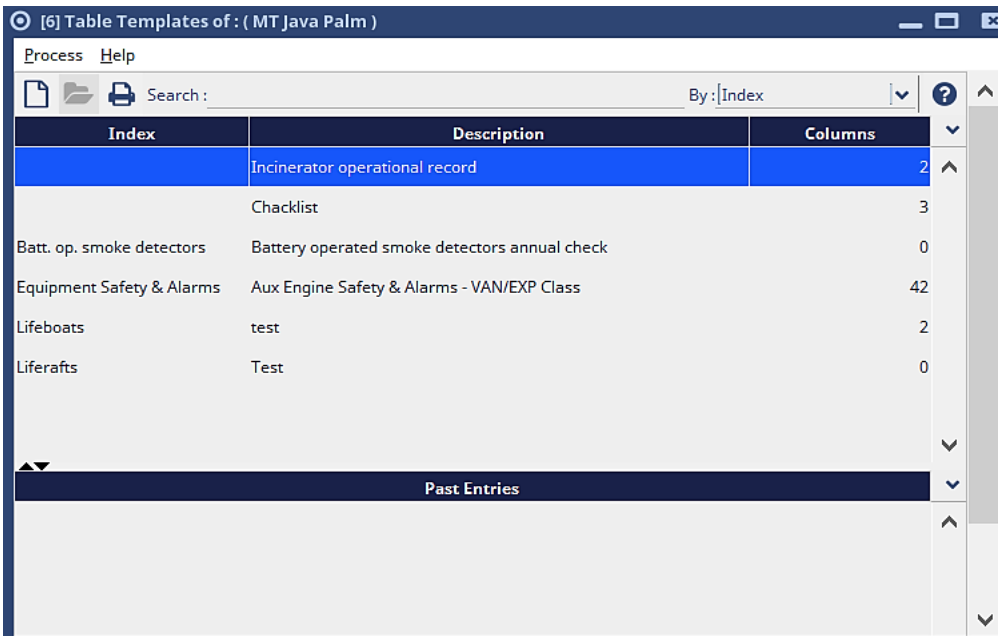 [6] Table Templates of : ( MT Java Palm )
Process Help
Search : By : Index
Index Description Columns
Incinerator operational record 2
Chacklist 3
Batt. op. smoke detectors Battery operated smoke detectors annual check 0
Equipment Safety & Alarms Aux Engine Safety & Alarms - VAN/EXP Class 42
Lifeboats test 2
Liferafts Test 0
Past Entries